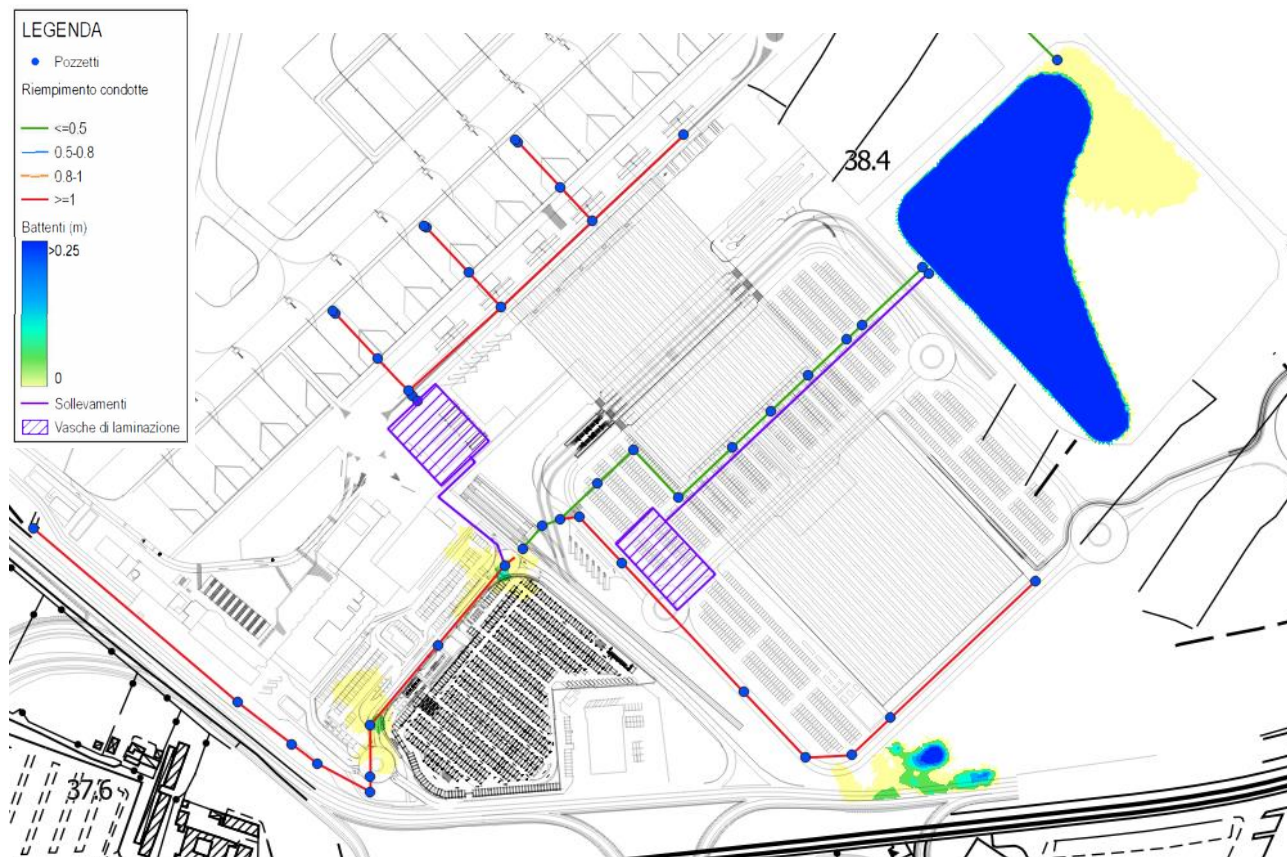 LEGENDA
Pozzetti
Riempimento condotte
<=0.5
0.5-0.8
0.8-1
>=1
Battenti (m)
>0.25
0
Sollevamenti
Vasche di laminazione
38.4
37.6